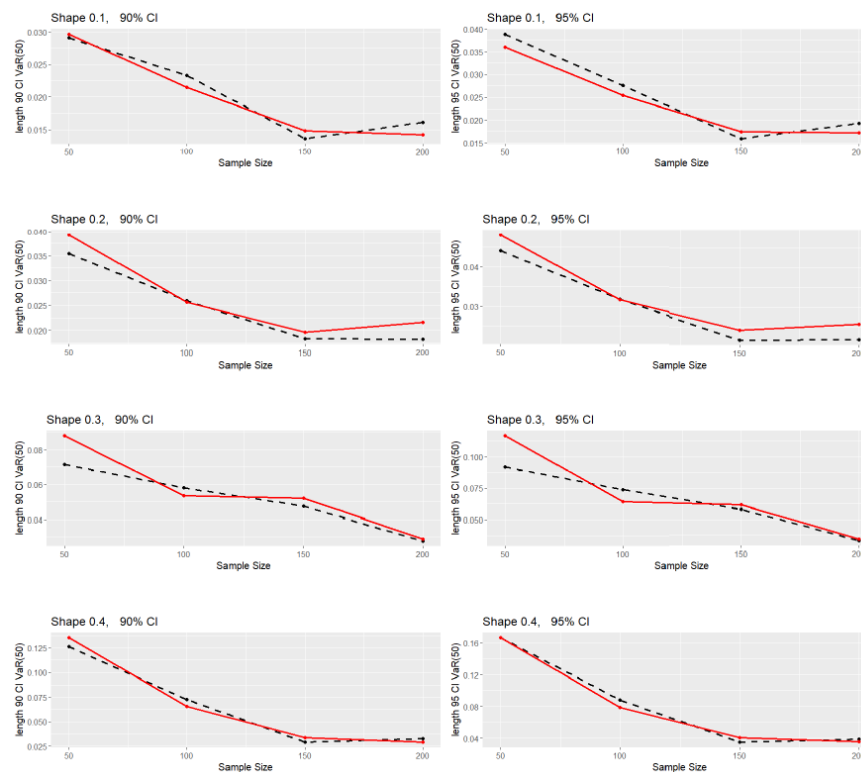 Shape 0.1, 90% CI
length 90 CI VaR(50)
0.030
0.025
0.020
0.015
50 100 150 200
Sample Size
Shape 0.1, 95% CI
length 95 CI VaR(50)
0.040
0.035
0.030
0.025
0.020
0.015
50 100 150 200
Sample Size
Shape 0.2, 90% CI
length 90 CI VaR(50)
0.040
0.035
0.030
0.025
0.020
50 100 150 200
Sample Size
Shape 0.2, 95% CI
length 95 CI VaR(50)
0.04
0.03
50 100 150 200
Sample Size
Shape 0.3, 90% CI
length 90 CI VaR(50)
0.08
0.06
0.04
50 100 150 200
Sample Size
Shape 0.3, 95% CI
length 95 CI VaR(50)
0.100
0.075
0.050
50 100 150 200
Sample Size
Shape 0.4, 90% CI
length 90 CI VaR(50)
0.125
0.100
0.075
0.050
0.025
50 100 150 200
Sample Size
Shape 0.4, 95% CI
length 95 CI VaR(50)
0.16
0.12
0.08
0.04
50 100 150 200
Sample Size